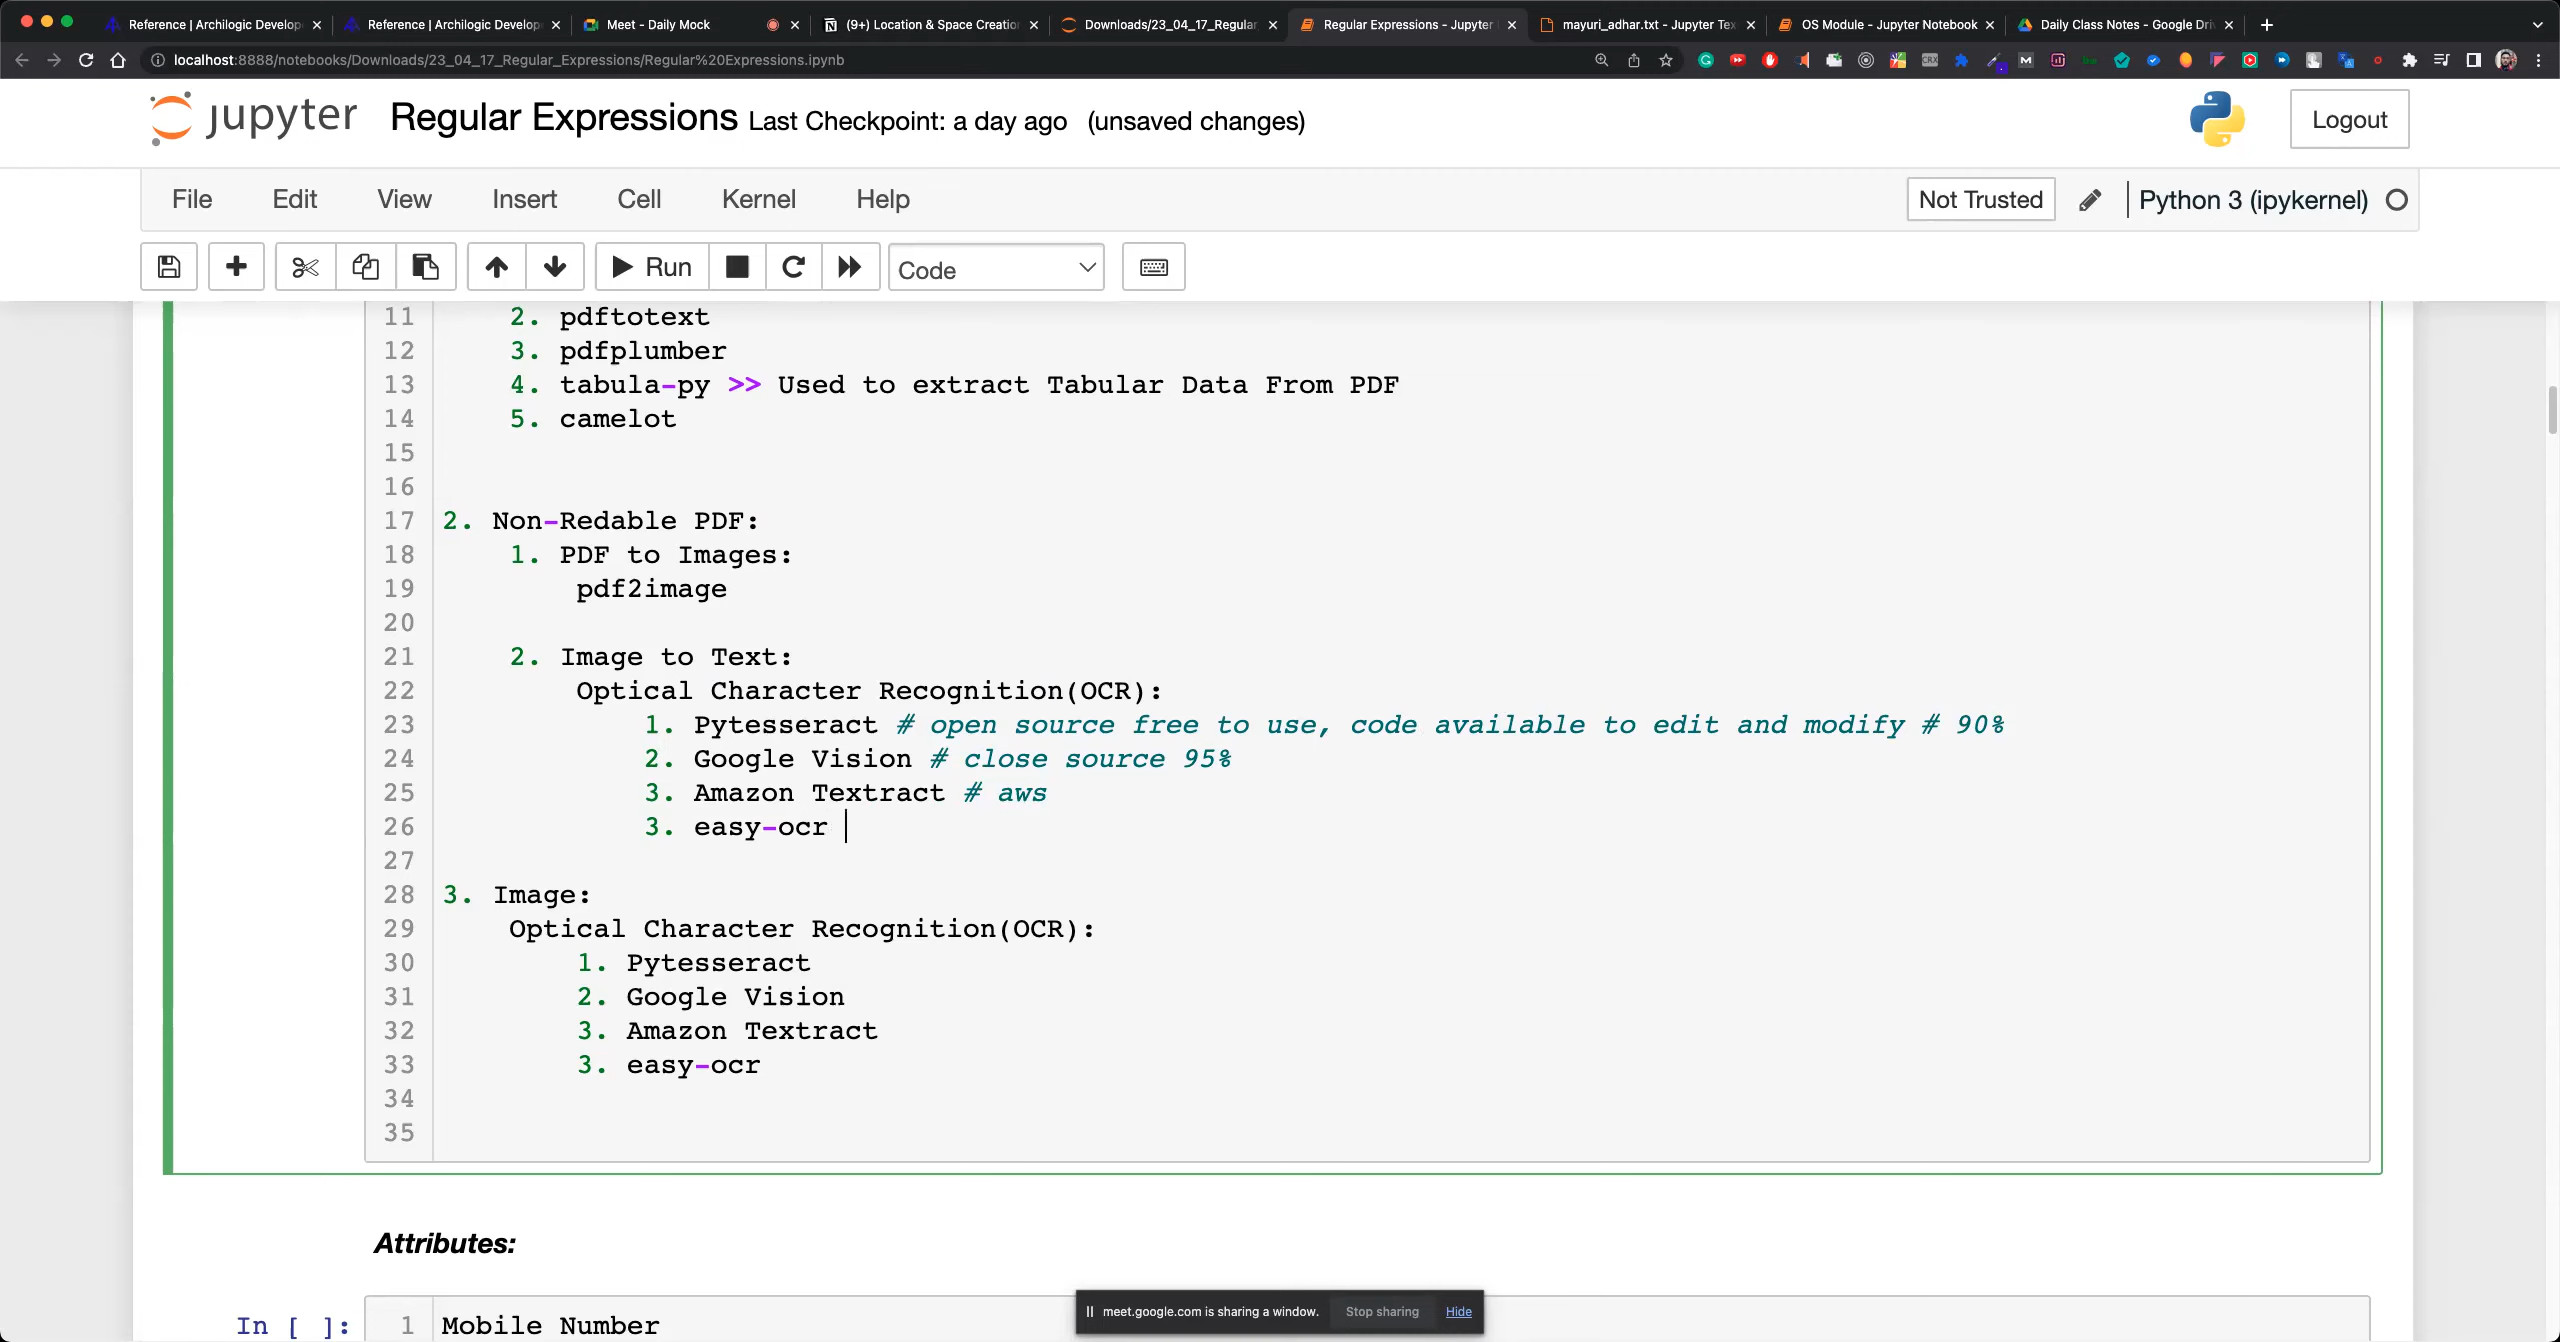 Reference | Archilogic Develop
Reference | Archilogic Develop
Meet - Daily Mock
(9+) Location & Space Creation
Downloads/23_04_17_Regular
Regular Expressions - Jupyter
mayuri_adhar.txt - Jupyter Te
OS Module - Jupyter Notebook
Daily Class Notes - Google Dri
localhost:8888/notebooks/Downloads/23_04_17_Regular_Expressions/Regular%20Expressions.ipynb
jupyter Regular Expressions Last Checkpoint: a day ago (unsaved changes)
Logout
File Edit View Insert Cell Kernel Help
Not Trusted
Python 3 (ipykernel)
Run
Code
11 2. pdftotext
12 3. pdfplumber
13 4. tabula-py >> Used to extract Tabular Data From PDF
14 5. camelot
15
16
17 2. Non-Redable PDF:
18 1. PDF to Images:
19 pdf2image
20
21 2. Image to Text:
22 Optical Character Recognition(OCR):
23 1. Pytesseract # open source free to use, code available to edit and modify # 90%
24 2. Google Vision # close source 95%
25 3. Amazon Textract # aws
26 3. easy-ocr
27
28 3. Image:
29 Optical Character Recognition(OCR):
30 1. Pytesseract
31 2. Google Vision
32 3. Amazon Textract
33 3. easy-ocr
34
35
Attributes:
In [ ]: 1 Mobile Number
meet.google.com is sharing a window. Stop sharing Hide